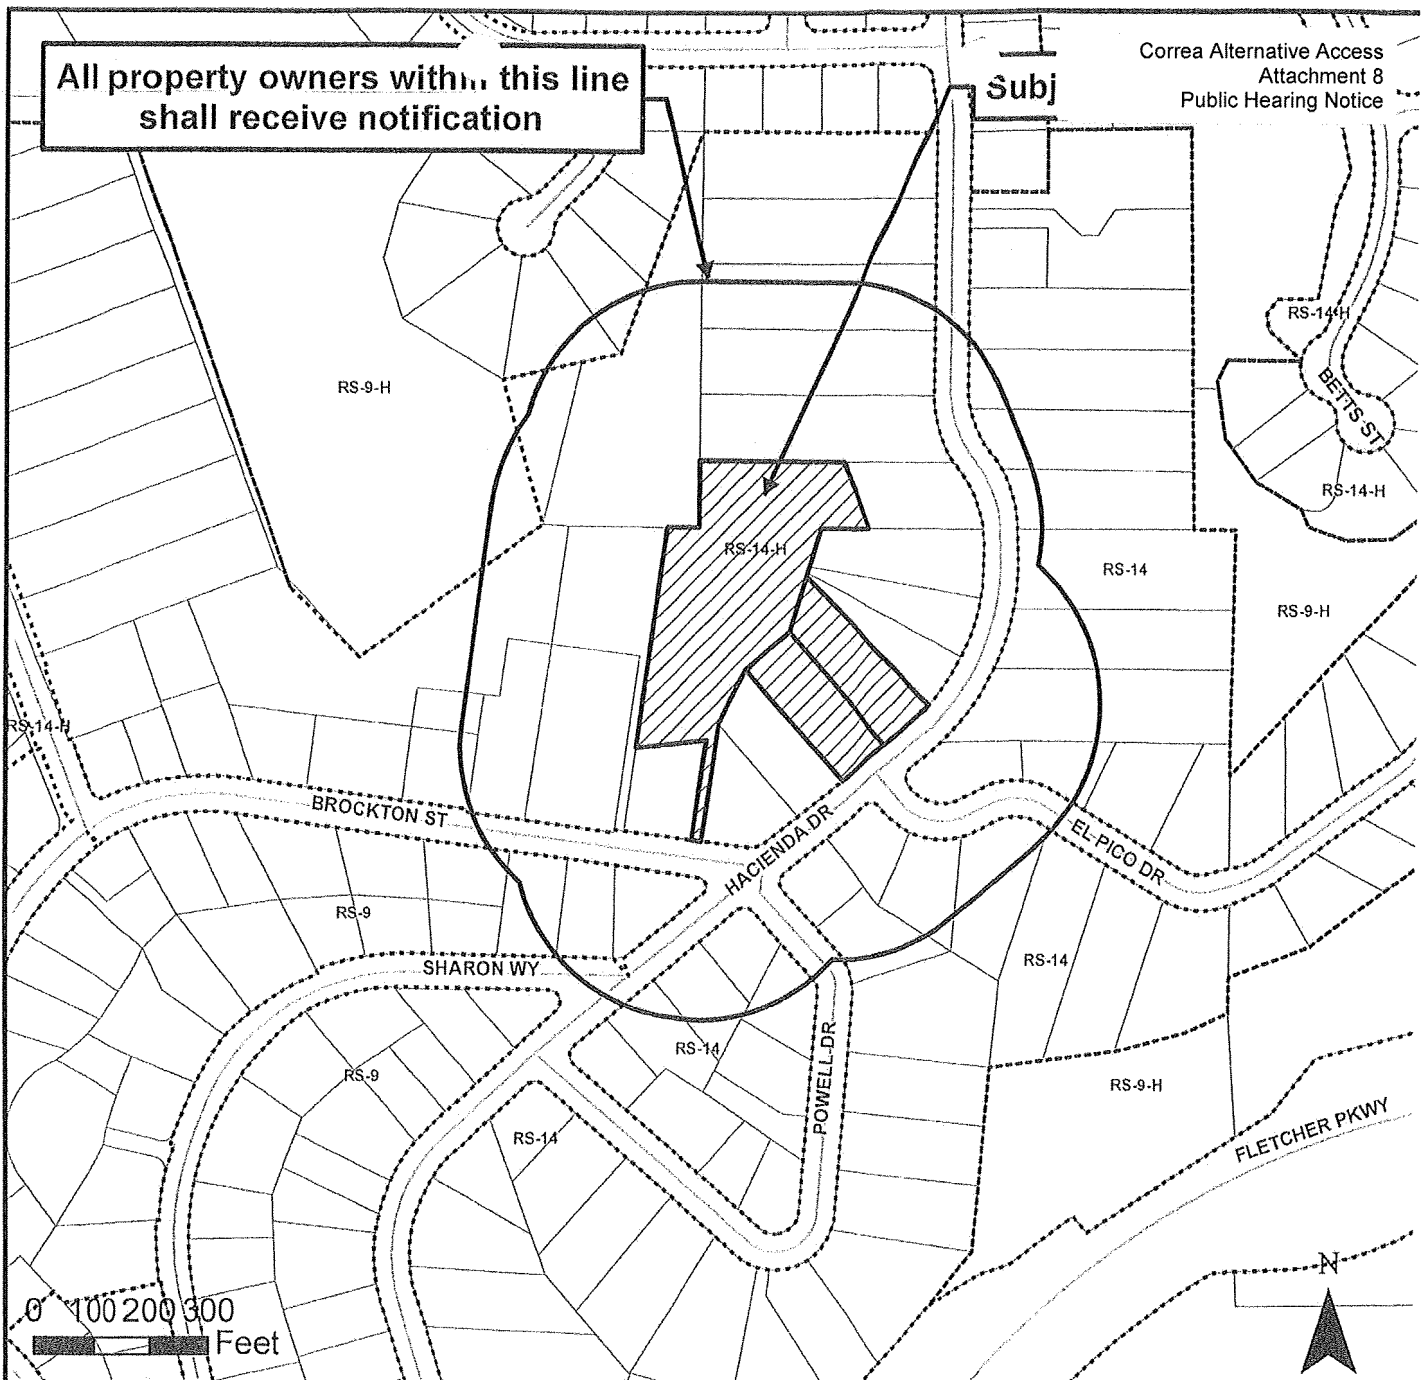 All property owners within this line
shall receive notification
Subj
Correa Alternative Access
Attachment 8
Public Hearing Notice
RS-14-H
RS-9-H
BETTS ST
RS-14-H
RS-14-H
RS-14
RS-9-H
RS-14-H
BROCKTON ST
HACIENDA DR
EL PICO DR
RS-9
SHARON WY
RS-14
RS-14
RS-9
POWELL DR
RS-9-H
RS-14
FLETCHER PKWY
N
0 100 200 300
Feet